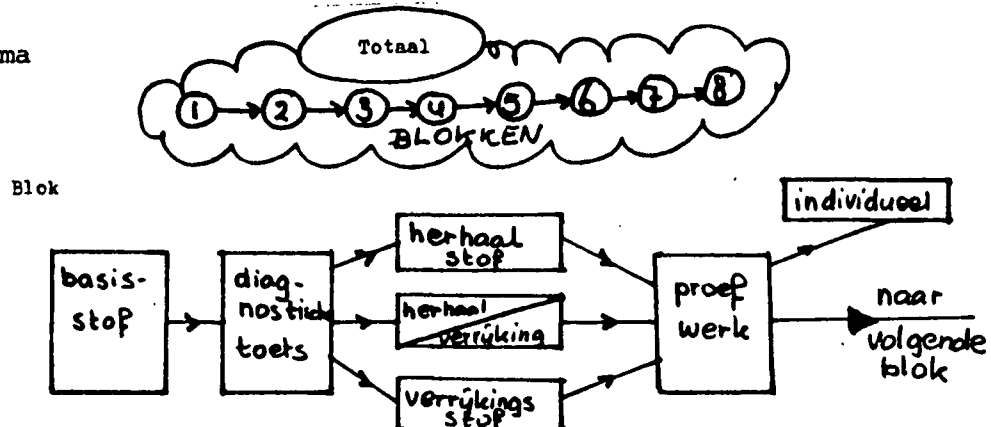 ma
Totaal
1 2 3 4 5 6 7 8
BLOKKEN
Blok
individueel
basis-
stof
diag-
nostische
toets
herhaal
stof
herhaal
verrijking
verrijkings
stof
proef
werk
naar
volgende
blok